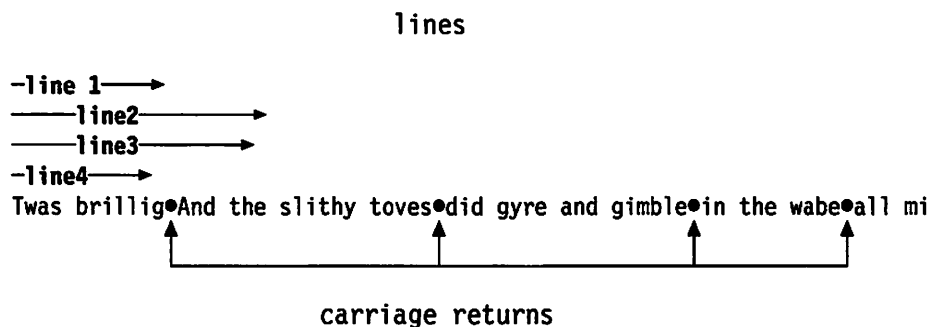 lines
—line 1—
—line2—
—line3—
—line4—
Twas brillig●And the slithy toves●did gyre and gimble●in the wabe●all mi
carriage returns